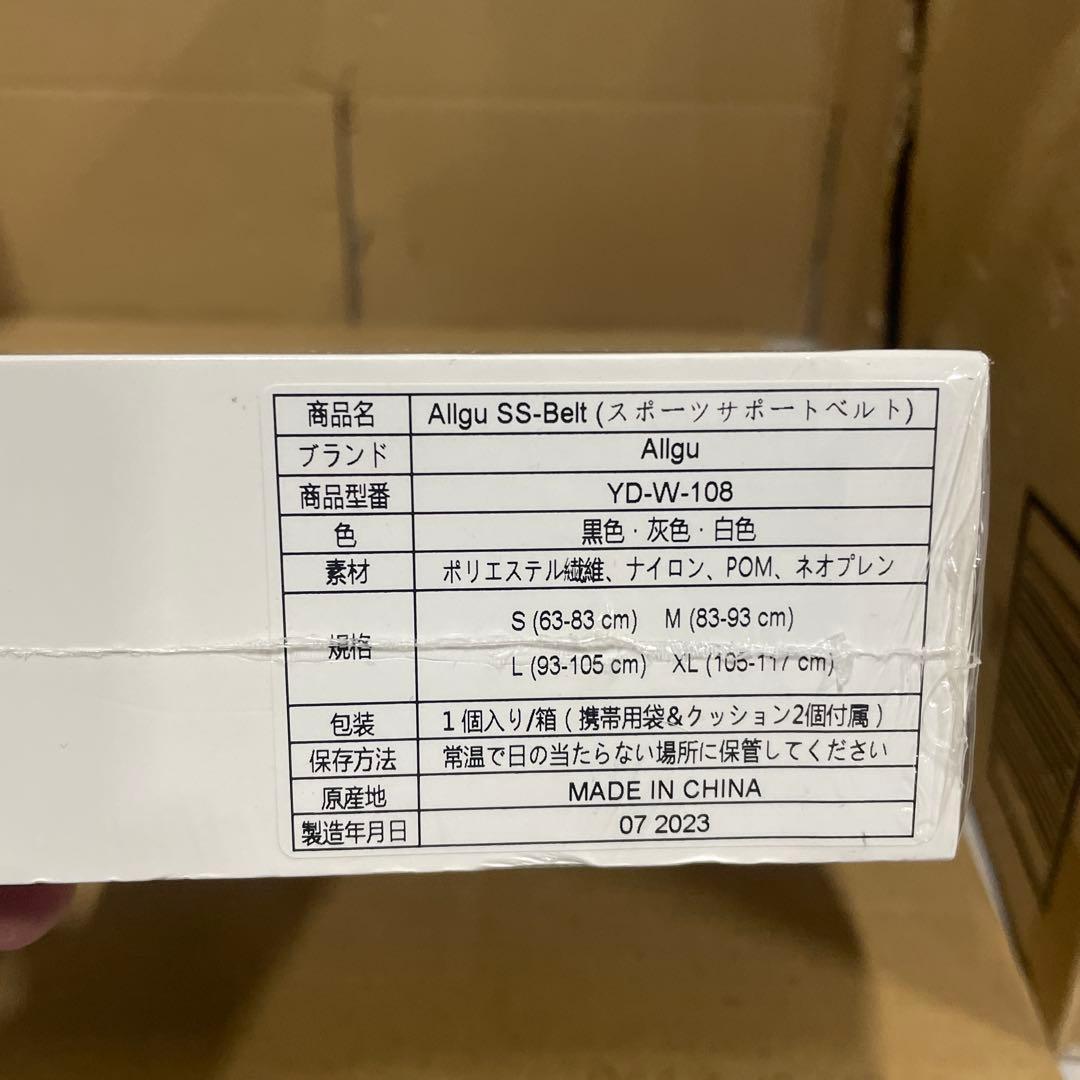 商品名 Allgu SS-Belt (スポーツサポートベルト)
ブランド Allgu
商品型番 YD-W-108
色 黒色・灰色・白色
素材 ポリエステル繊維、ナイロン、POM、ネオプレン
規格 S (63-83 cm) M (83-93 cm)
L (93-105 cm) XL (105-117 cm)
包装 1個入り/箱 ( 携帯用袋&クッション2個付属 )
保存方法 常温で日の当たらない場所に保管してください
原産地 MADE IN CHINA
製造年月日 07 2023